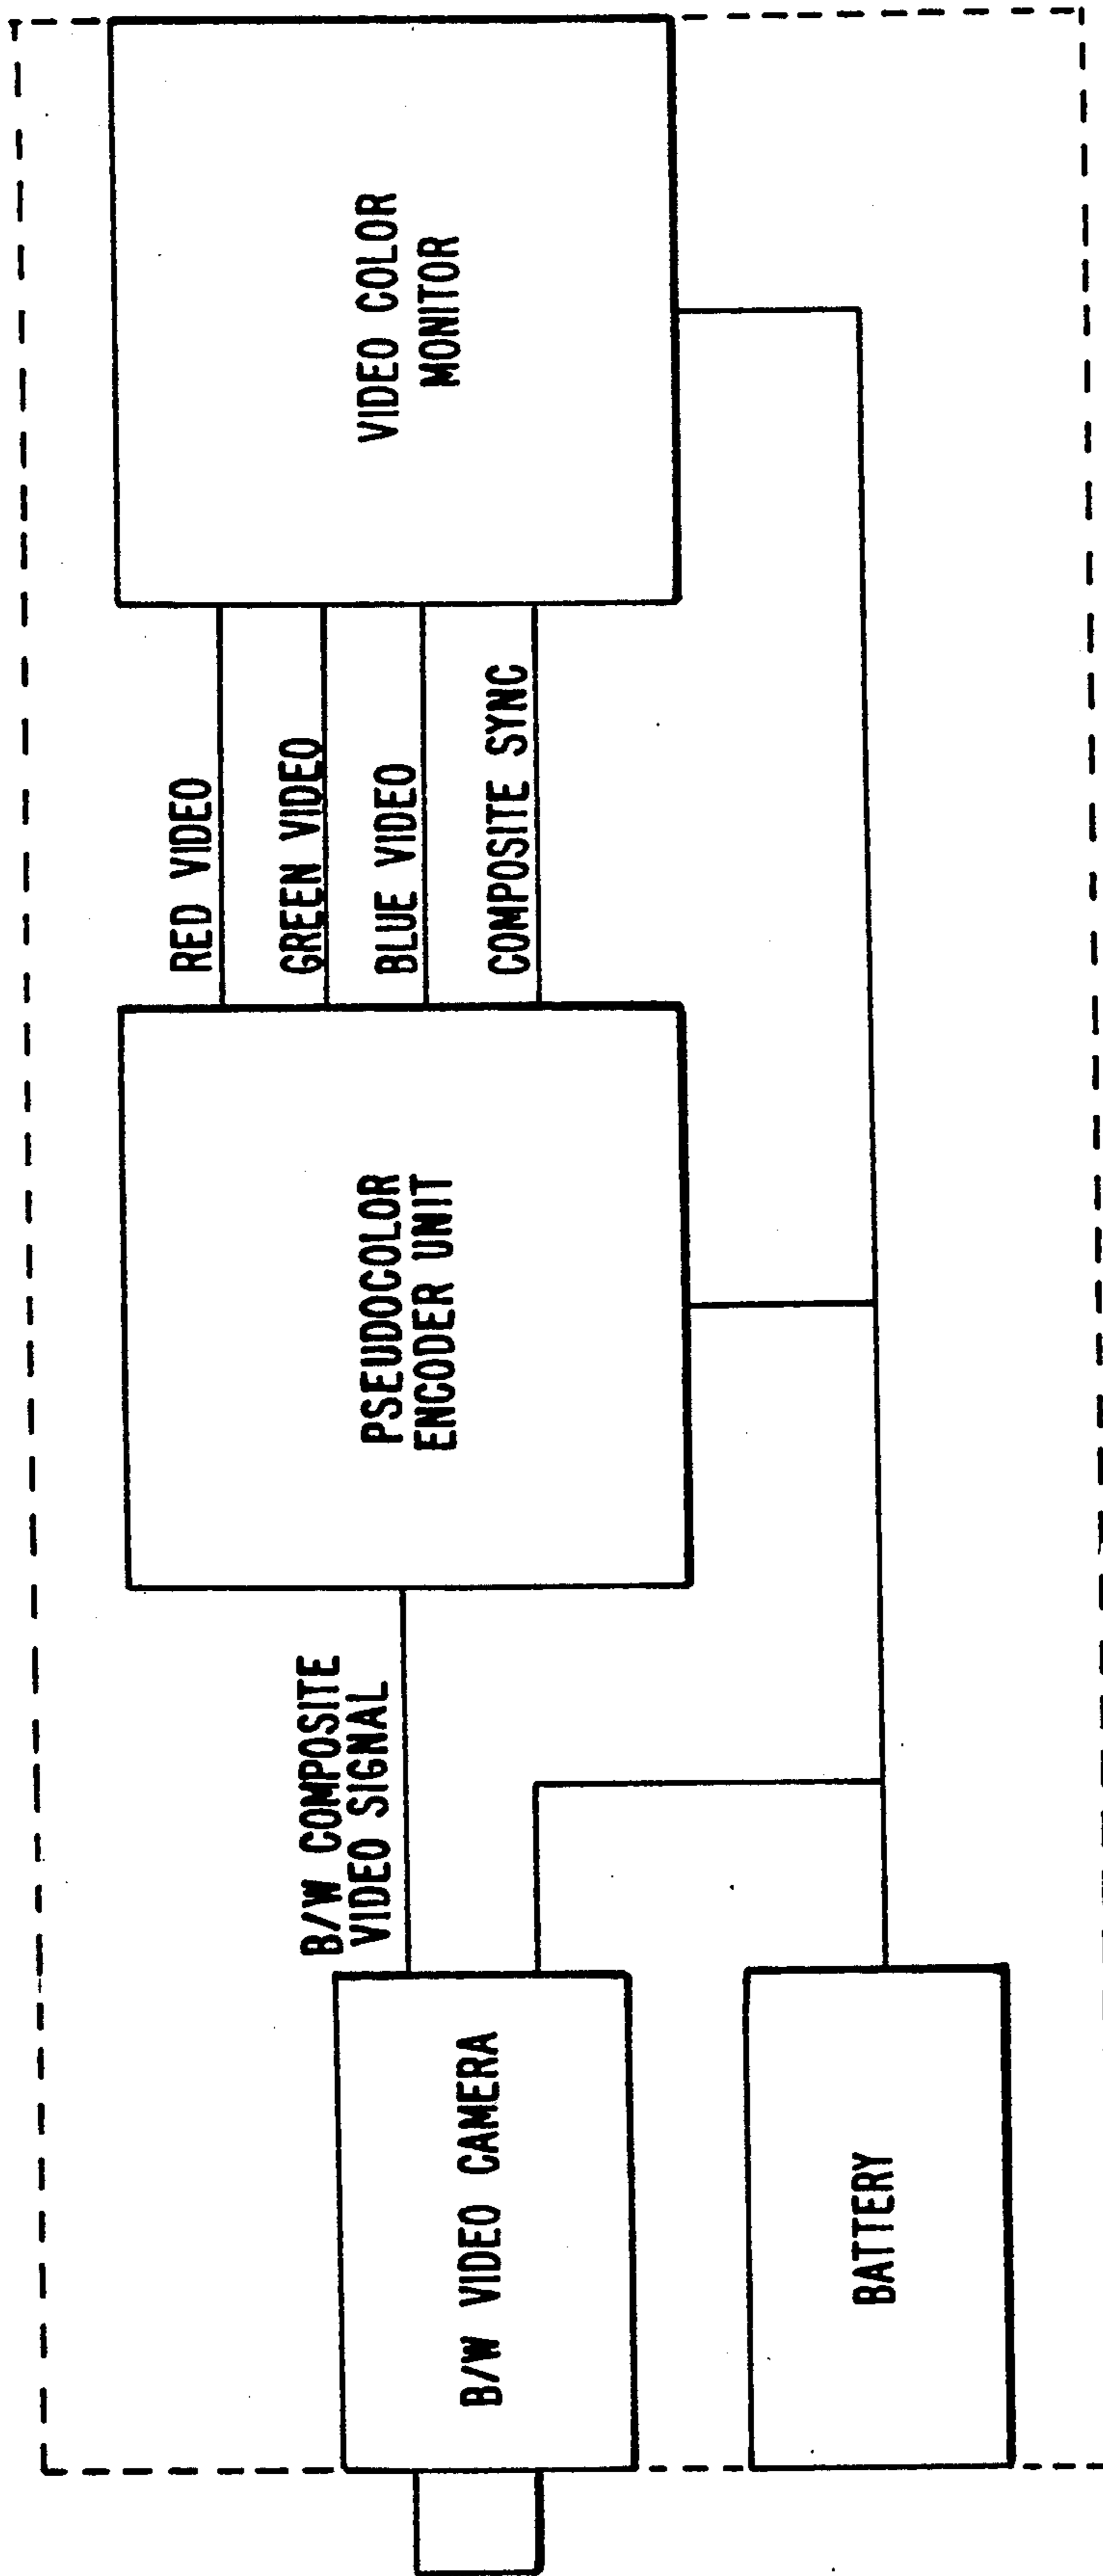 B/W VIDEO CAMERA
BATTERY
B/W COMPOSITE
VIDEO SIGNAL
PSEUDOCOLOR
ENCODER UNIT
RED VIDEO
GREEN VIDEO
BLUE VIDEO
COMPOSITE SYNC
VIDEO COLOR
MONITOR